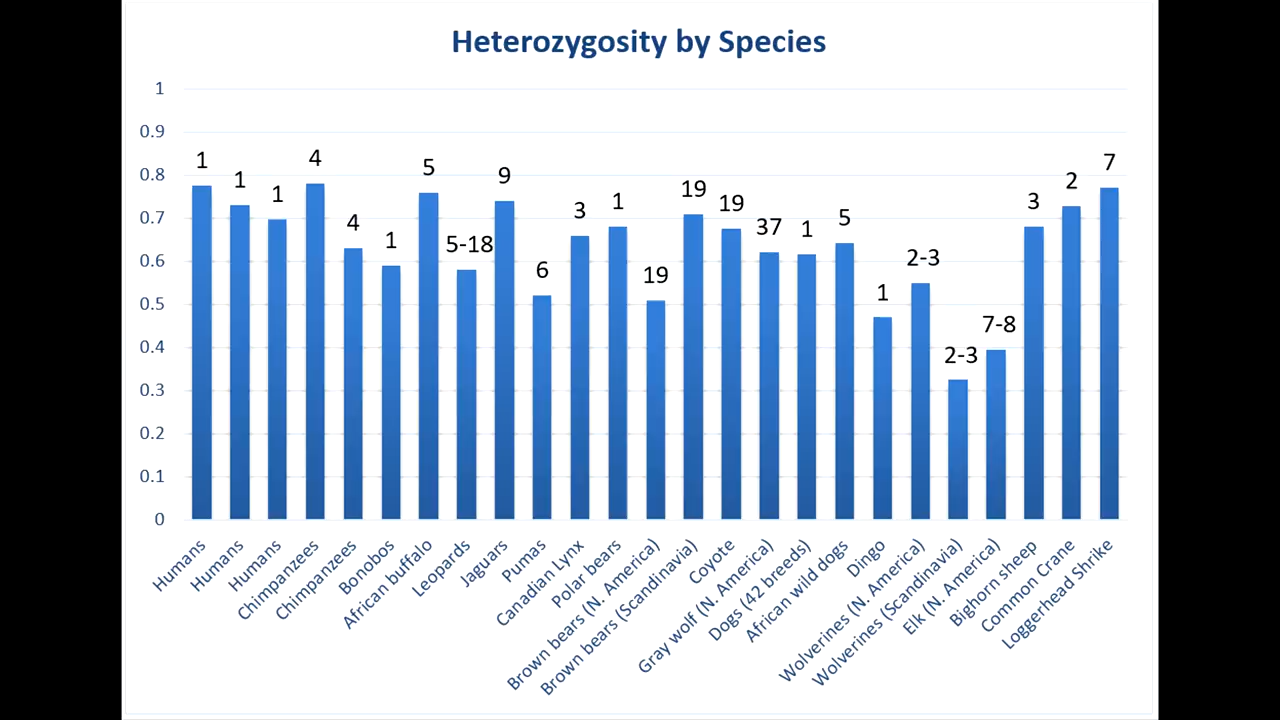 Heterozygosity by Species
1
0.9
0.8
0.7
0.6
0.5
0.4
0.3
0.2
0.1
0
1
1
1
4
4
1
5
5-18
9
6
3
1
19
19
19
37
1
5
1
2-3
2-3
7-8
3
2
7
Humans
Humans
Humans
Chimpanzees
Chimpanzees
Bonobos
African buffalo
Leopards
Jaguars
Pumas
Canadian Lynx
Polar bears
Brown bears (N. America)
Brown bears (Scandinavia)
Coyote
Gray wolf (N. America)
Dogs (42 breeds)
African wild dogs
Dingo
Wolverines (N. America)
Wolverines (Scandinavia)
Elk (N. America)
Bighorn sheep
Common Crane
Loggerhead Shrike